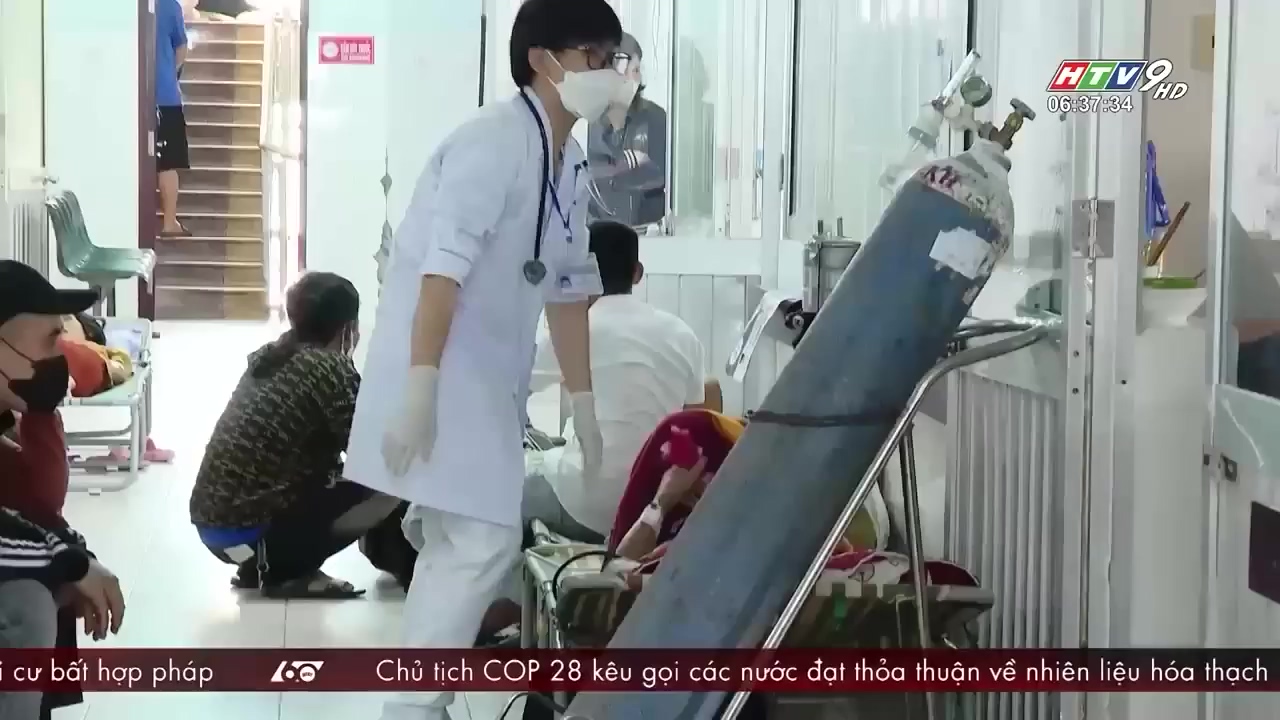 HTV9 HD
06:37:34
i cư bất hợp pháp 60 Chủ tịch COP 28 kêu gọi các nước đạt thỏa thuận về nhiên liệu hóa thạch